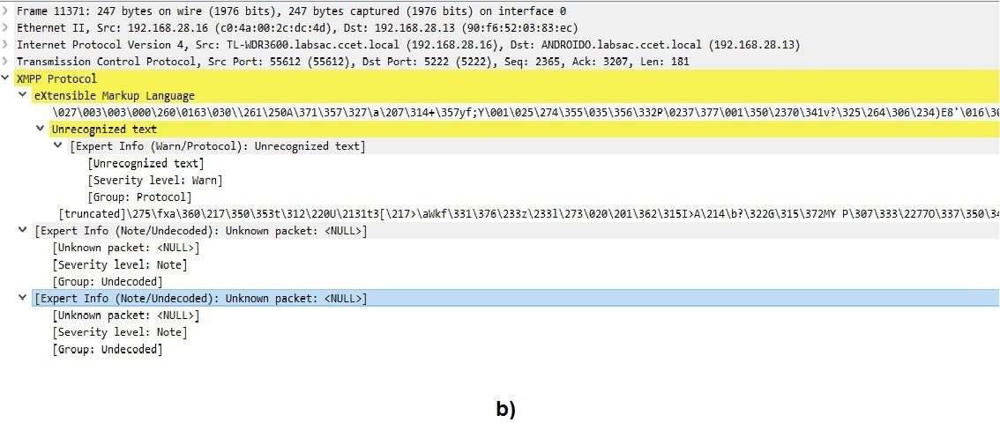 Frame 11371: 247 bytes on wire (1976 bits), 247 bytes captured (1976 bits) on interface 0
Ethernet II, Src: 192.168.28.16 (c0:4a:00:2c:dc:4d), Dst: 192.168.28.13 (90:f6:52:03:83:ec)
Internet Protocol Version 4, Src: TL-WDR3600.labsac.ccet.local (192.168.28.16), Dst: ANDROIDO.labsac.ccet.local (192.168.28.13)
Transmission Control Protocol, Src Port: 55612 (55612), Dst Port: 5222 (5222), Seq: 2365, Ack: 3207, Len: 181
XMPP Protocol
eXtensible Markup Language
\027\003\003\000\260\0163\030\\261\250A\371\357\327\a\207\314+\357yf;Y\001\025\274\355\035\356\332P\0237\377\001\350\2370\341v?\325\264\306\234)E8'\016\30
Unrecognized text
[Expert Info (Warn/Protocol): Unrecognized text]
[Unrecognized text]
[Severity level: Warn]
[Group: Protocol]
[truncated]\275\fxa\360\217\350\353t\312\220U\2131t3[\217>\aWkf\331\376\233z\233l\273\020\201\362\315I>A\214\b?\322G\315\372MY P\307\333\2277O\337\350\34
[Expert Info (Note/Undecoded): Unknown packet: <NULL>]
[Unknown packet: <NULL>]
[Severity level: Note]
[Group: Undecoded]
[Expert Info (Note/Undecoded): Unknown packet: <NULL>]
[Unknown packet: <NULL>]
[Severity level: Note]
[Group: Undecoded]
b)